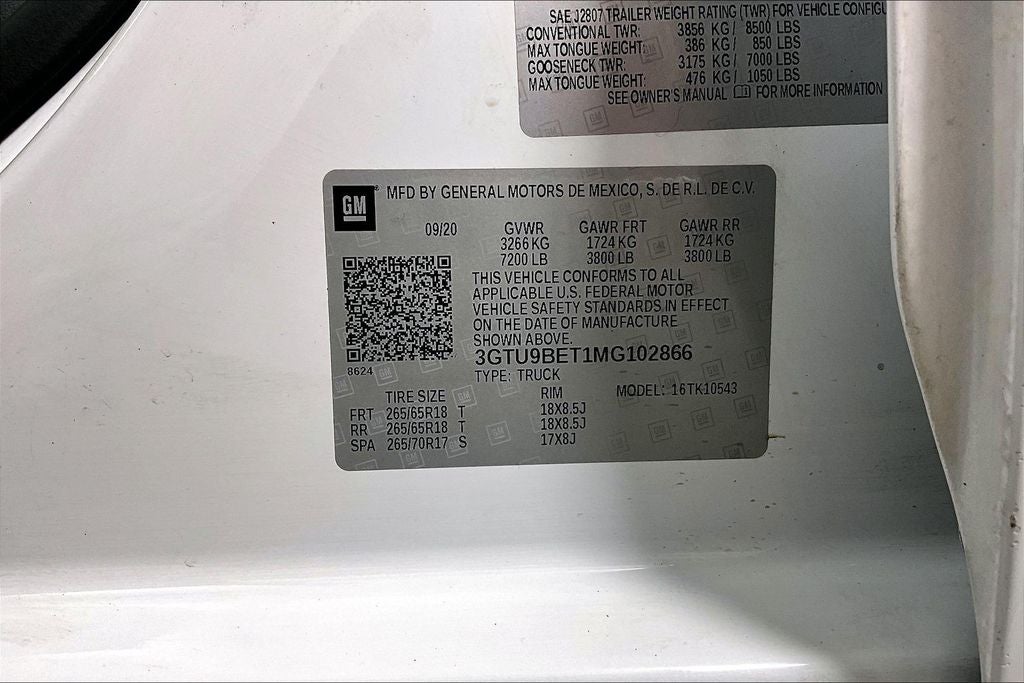 SAE J2807 TRAILER WEIGHT RATING (TWR) FOR VEHICLE
CONVENTIONAL TWR: 3856 KG / 8500 LBS
MAX TONGUE WEIGHT: 386 KG / 850 LBS
GOOSENECK TWR: 3175 KG / 7000 LBS
MAX TONGUE WEIGHT: 476 KG / 1050 LBS
SEE OWNER'S MANUAL FOR MORE INFORMATION
GM® MFD BY GENERAL MOTORS DE MEXICO, S. DE R.L. DE C.V.
09/20 GVWR GAWR FRT GAWR RR
3266 KG 1724 KG 1724 KG
7200 LB 3800 LB 3800 LB
THIS VEHICLE CONFORMS TO ALL
APPLICABLE U.S. FEDERAL MOTOR
VEHICLE SAFETY STANDARDS IN EFFECT
ON THE DATE OF MANUFACTURE
SHOWN ABOVE.
3GTU9BET1MG102866
8624
TYPE: TRUCK
TIRE SIZE RIM MODEL: 16TK10543
FRT 265/65R18 T 18X8.5J
RR 265/65R18 T 18X8.5J
SPA 265/70R17 S 17X8J